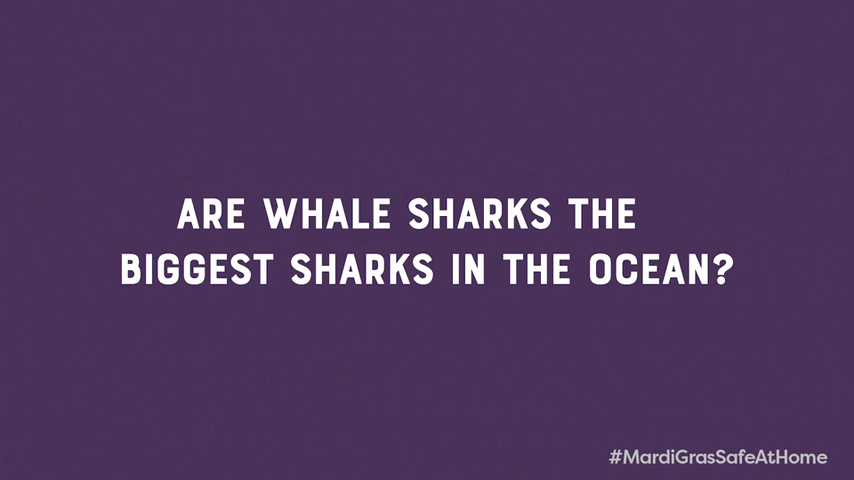 ARE WHALE SHARKS THE
BIGGEST SHARKS IN THE OCEAN?
#MardiGrasSafeAtHome